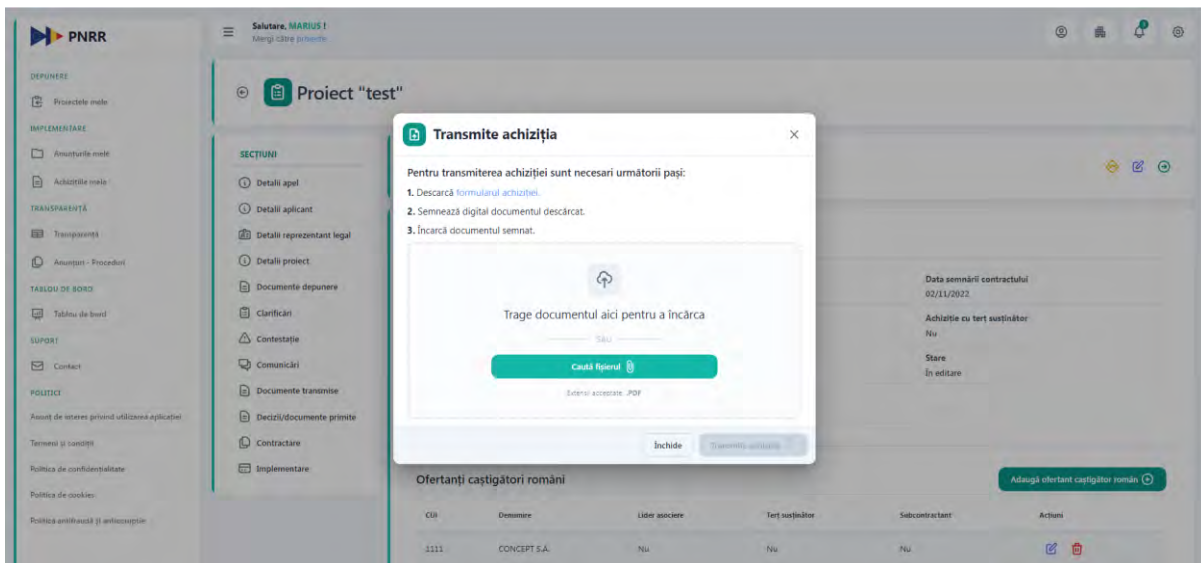 PNRR
Salutare, MARIUS !
Mergi către proiecte
DEPUNERE
Proiectele mele
IMPLEMENTARE
Anunțurile mele
Achizițiile mele
TRANSPARENȚĂ
Transparență
Anunțuri - Proceduri
TABLOU DE BORD
Tablou de bord
SUPORT
Contact
POLITICI
Anunț de interes privind utilizarea aplicației
Termeni și condiții
Politica de confidențialitate
Politica de cookies
Politica antifraudă și anticorupție
Proiect "test"
SECȚIUNI
Detalii apel
Detalii aplicant
Detalii reprezentant legal
Detalii proiect
Documente depunere
Clarificări
Contestație
Comunicări
Documente transmise
Decizii/documente primite
Contractare
Implementare
Transmite achiziția
Pentru transmiterea achiziției sunt necesari următorii pași:
1. Descarcă formularul achiziției.
2. Semnează digital documentul descărcat.
3. Încarcă documentul semnat.
Trage documentul aici pentru a încărca
Sau
Caută fișierul
Extensii acceptate: .PDF
Închide
Transmite achiziția
Data semnării contractului
02/11/2022
Achiziție cu terț susținător
Nu
Stare
În editare
Ofertanți caștigători români
Adaugă ofertant caștigător român
CUI Denumire Lider asociere Terț susținător Subcontractant Acțiuni
1111 CONCEPT S.A. Nu Nu Nu